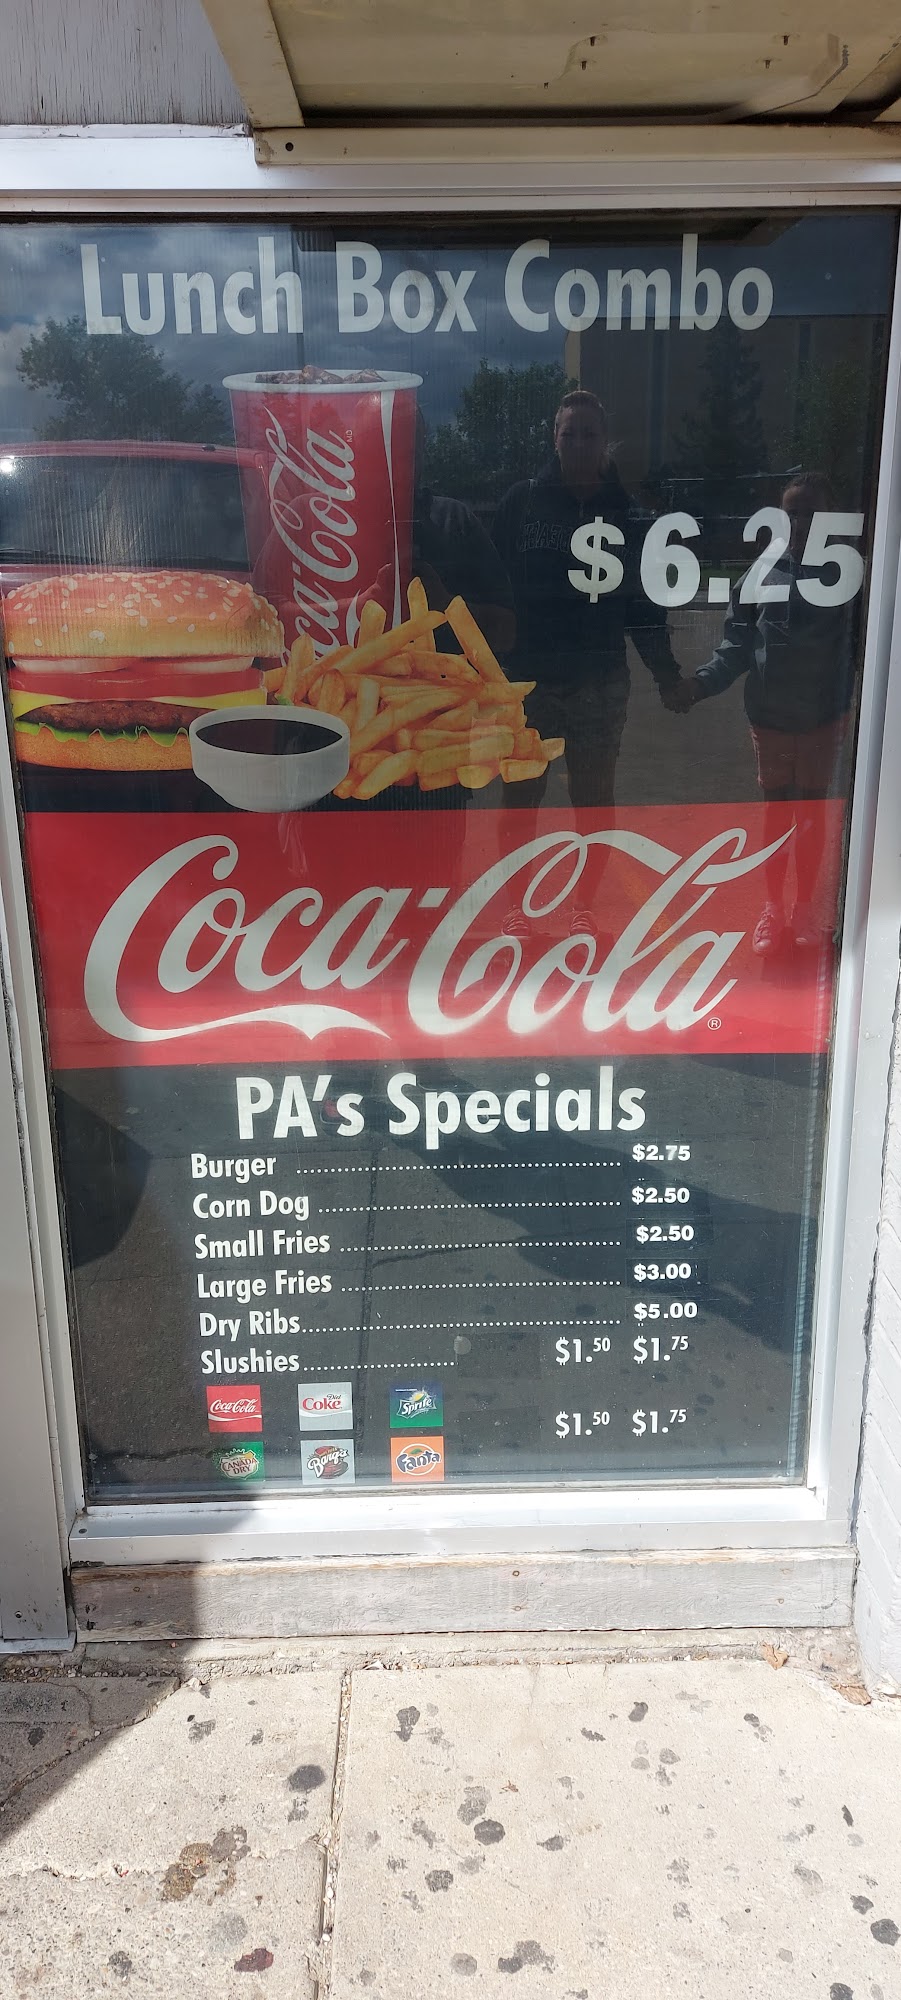 Lunch Box Combo
Coca-Cola
$6.25
Coca-Cola
PA's Specials
Burger ........ $2.75
Corn Dog ........ $2.50
Small Fries ........ $2.50
Large Fries ........ $3.00
Dry Ribs ........ $5.00
Slushies ........ $1.50 $1.75
Coca-Cola Diet Coke Sprite
$1.50 $1.75
CANADA DRY Barq's Fanta